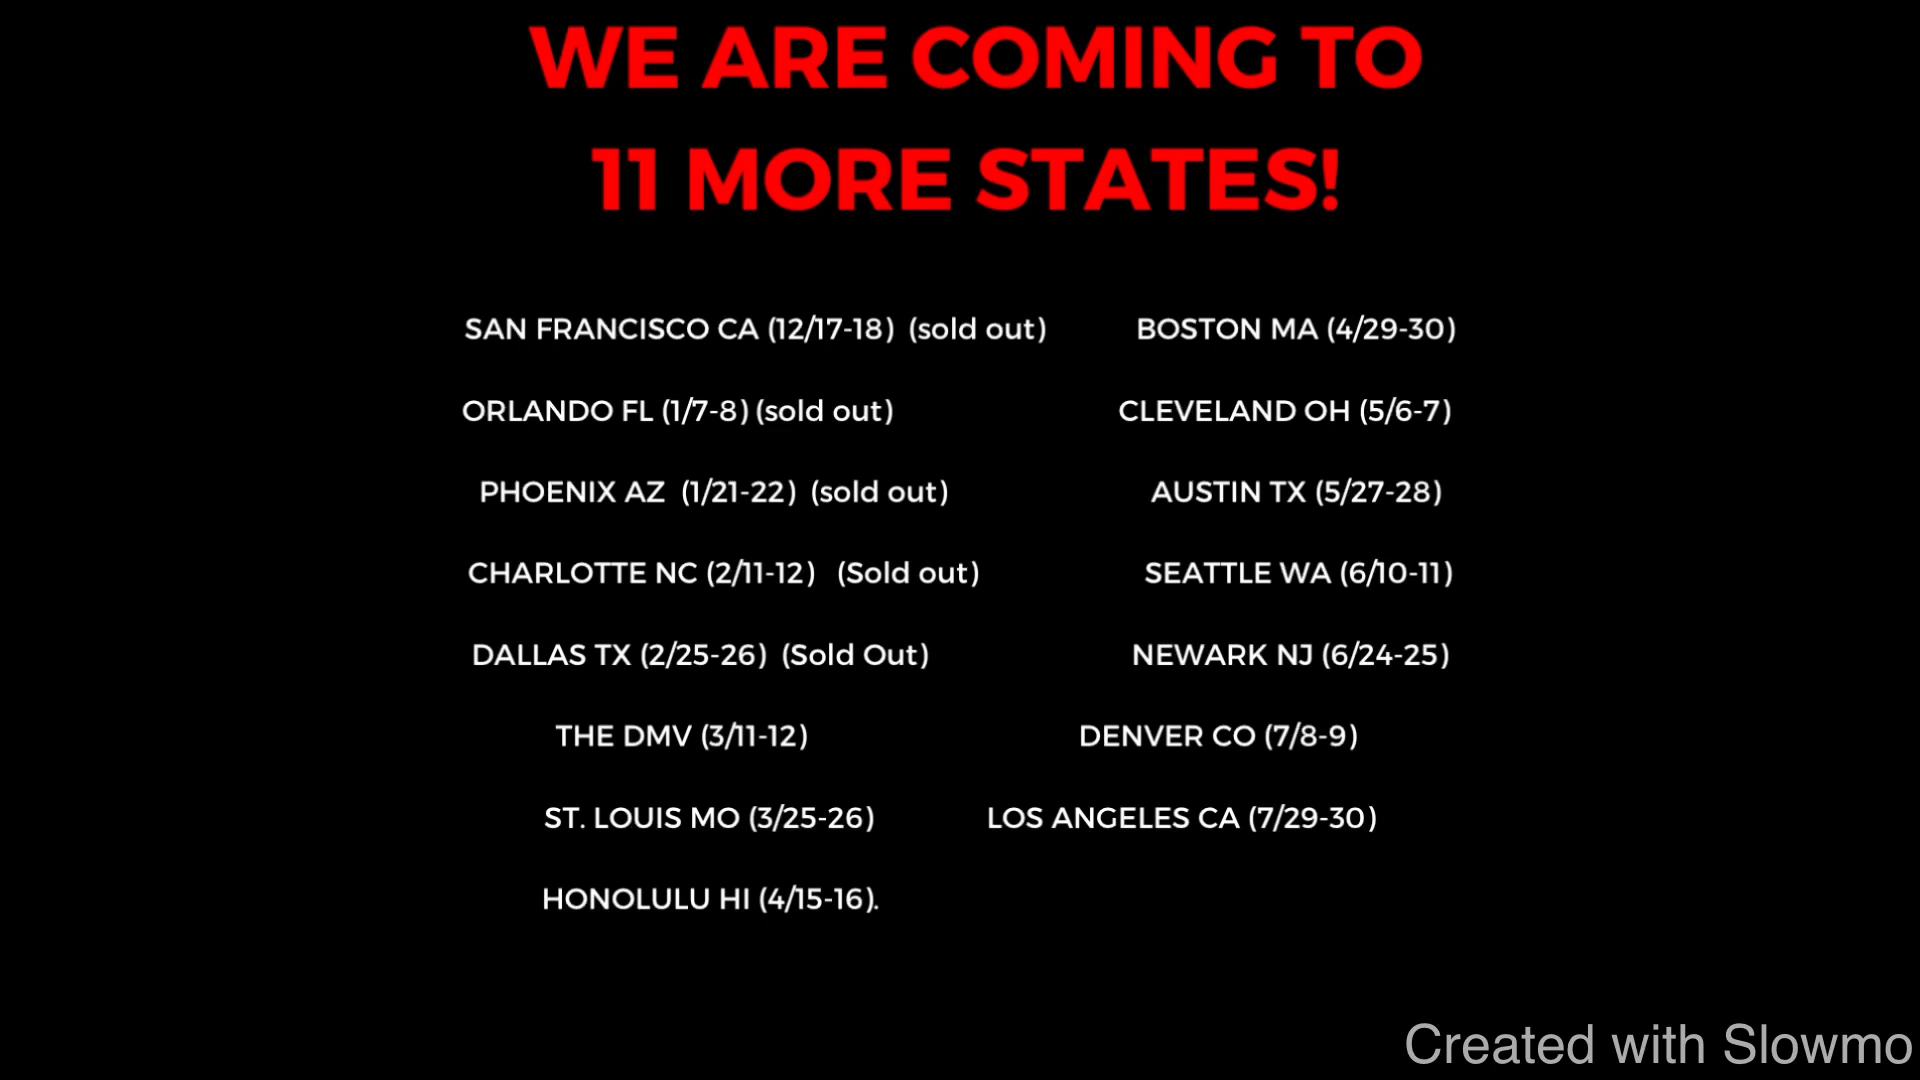 WE ARE COMING TO
11 MORE STATES!
SAN FRANCISCO CA (12/17-18) (sold out)
ORLANDO FL (1/7-8) (sold out)
PHOENIX AZ (1/21-22) (sold out)
CHARLOTTE NC (2/11-12) (Sold out)
DALLAS TX (2/25-26) (Sold Out)
THE DMV (3/11-12)
ST. LOUIS MO (3/25-26)
HONOLULU HI (4/15-16).
BOSTON MA (4/29-30)
CLEVELAND OH (5/6-7)
AUSTIN TX (5/27-28)
SEATTLE WA (6/10-11)
NEWARK NJ (6/24-25)
DENVER CO (7/8-9)
LOS ANGELES CA (7/29-30)
Created with Slowmo